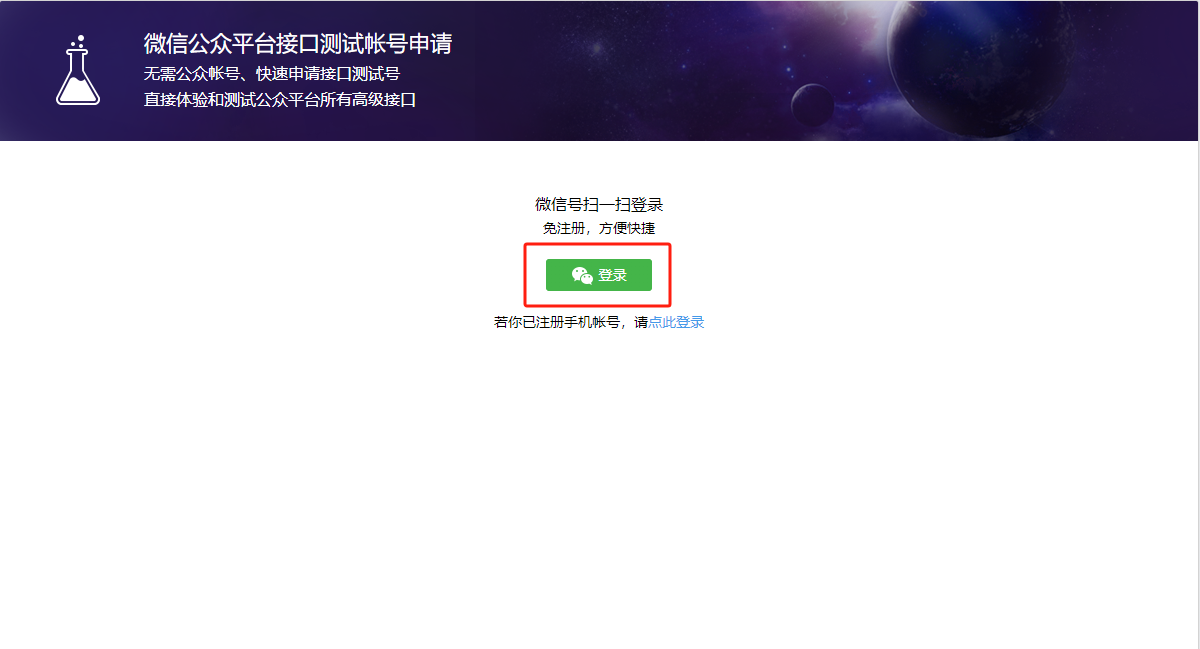 微信公众平台接口测试帐号申请
无需公众帐号、快速申请接口测试号
直接体验和测试公众平台所有高级接口
微信号扫一扫登录
免注册，方便快捷
登录
若你已注册手机帐号，请点此登录